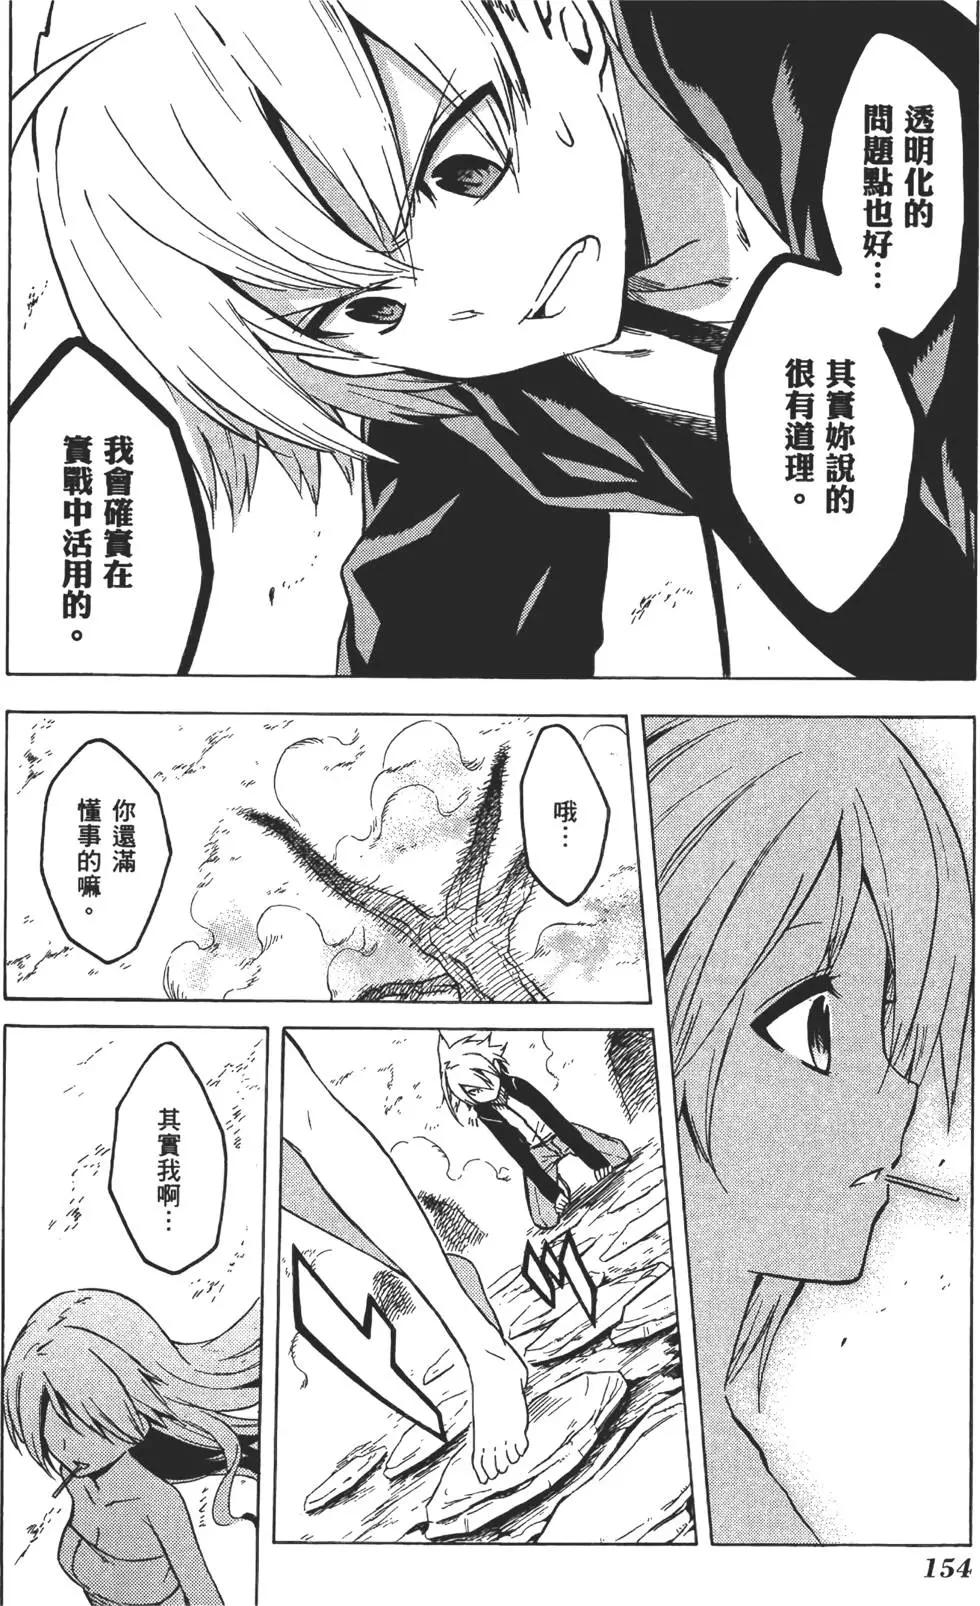 透明化的
問題點也好…
其實妳說的
很有道理。
我會確實在
實戰中活用的。
哦…
你還滿
懂事的嘛。
其實我啊…
154